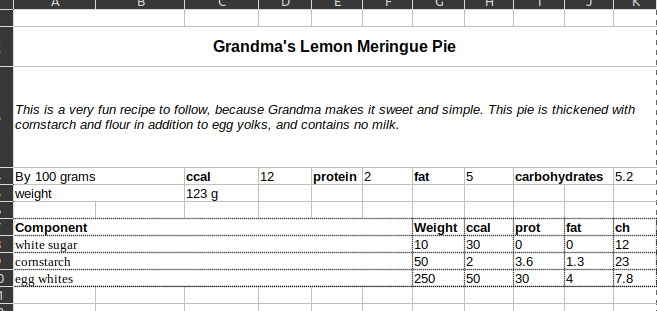 A B C D E F G H I J K
Grandma's Lemon Meringue Pie
This is a very fun recipe to follow, because Grandma makes it sweet and simple. This pie is thickened with
cornstarch and flour in addition to egg yolks, and contains no milk.
By 100 grams ccal 12 protein 2 fat 5 carbohydrates 5.2
weight 123 g
Component Weight ccal prot fat ch
white sugar 10 30 0 0 12
cornstarch 50 2 3.6 1.3 23
egg whites 250 50 30 4 7.8